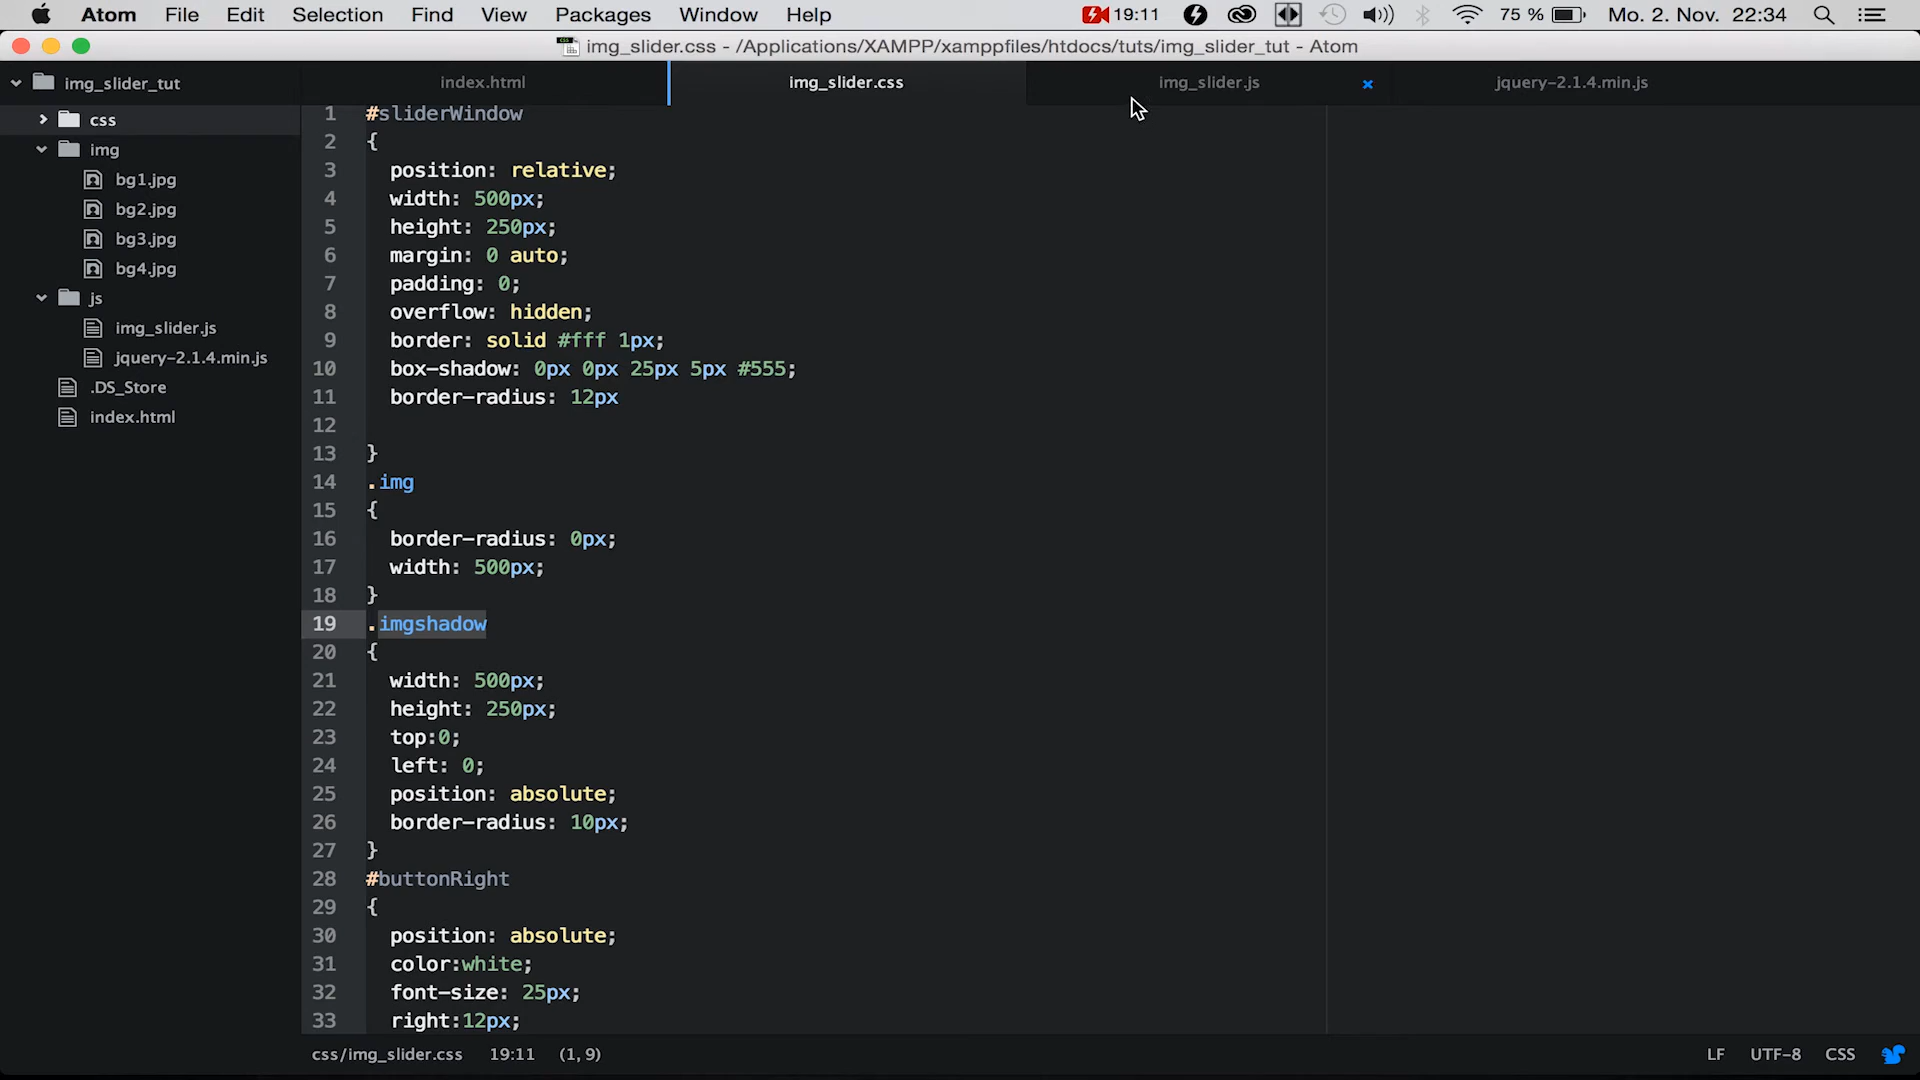 Atom File Edit Selection Find View Packages Window Help 19:11 75 % Mo. 2. Nov. 22:34
img_slider.css - /Applications/XAMPP/xamppfiles/htdocs/tuts/img_slider_tut - Atom
img_slider_tut
css
img
bg1.jpg
bg2.jpg
bg3.jpg
bg4.jpg
js
img_slider.js
jquery-2.1.4.min.js
.DS_Store
index.html
index.html img_slider.css img_slider.js jquery-2.1.4.min.js
1 #sliderWindow
2 {
3 position: relative;
4 width: 500px;
5 height: 250px;
6 margin: 0 auto;
7 padding: 0;
8 overflow: hidden;
9 border: solid #fff 1px;
10 box-shadow: 0px 0px 25px 5px #555;
11 border-radius: 12px
12
13 }
14 .img
15 {
16 border-radius: 0px;
17 width: 500px;
18 }
19 .imgshadow
20 {
21 width: 500px;
22 height: 250px;
23 top:0;
24 left: 0;
25 position: absolute;
26 border-radius: 10px;
27 }
28 #buttonRight
29 {
30 position: absolute;
31 color:white;
32 font-size: 25px;
33 right:12px;
css/img_slider.css 19:11 (1, 9) LF UTF-8 CSS